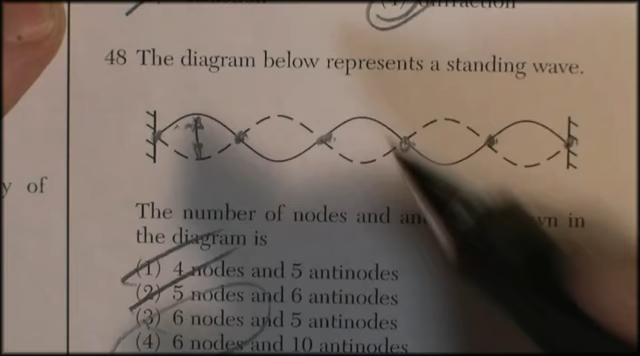 48 The diagram below represents a standing wave.
y of
The number of nodes and in
the diagram is
(1) 4 nodes and 5 antinodes
(2) 5 nodes and 6 antinodes
(3) 6 nodes and 5 antinodes
(4) 6 nodes and 10 antinodes